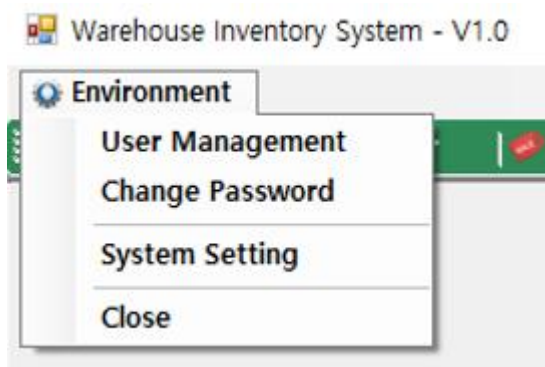 Warehouse Inventory System - V1.0
Environment
User Management
Change Password
System Setting
Close